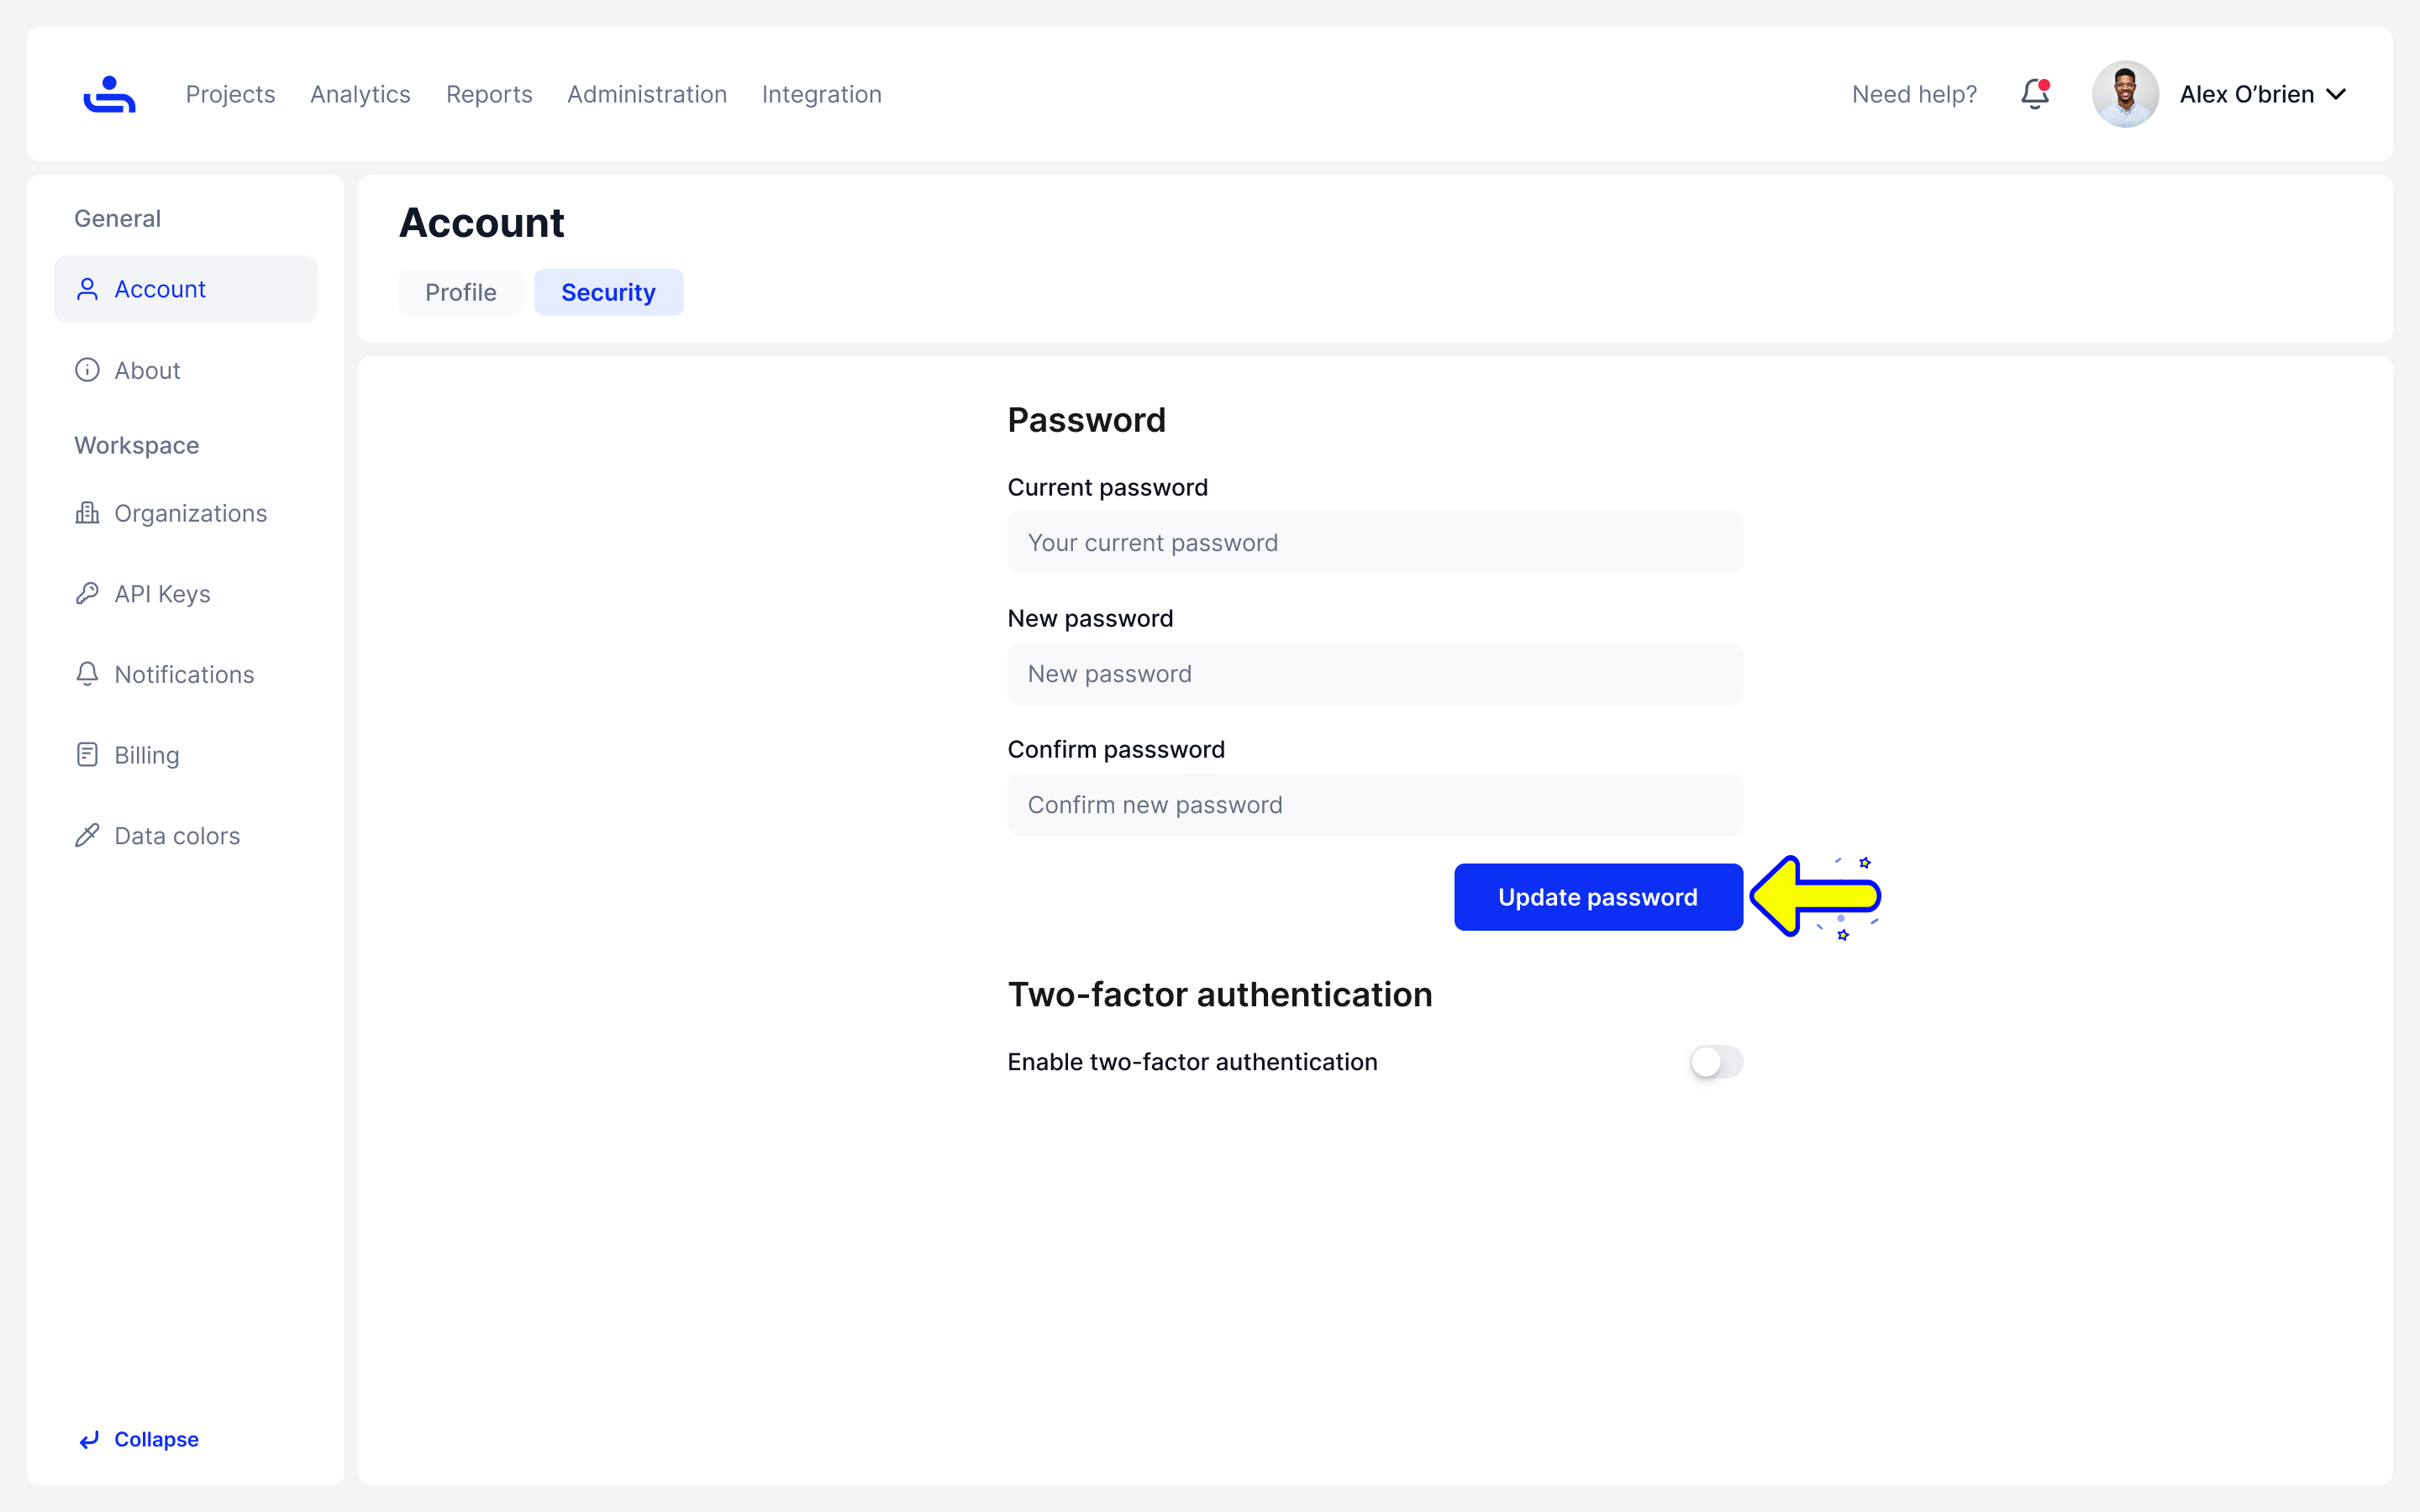 Projects
Analytics
Reports
Administration
Integration
Need help?
Alex O’brien
General
Account
About
Workspace
Organizations
API Keys
Notifications
Billing
Data colors
Collapse
Account
Profile
Security
Password
Current password
Your current password
New password
New password
Confirm passsword
Confirm new password
Update password
Two-factor authentication
Enable two-factor authentication